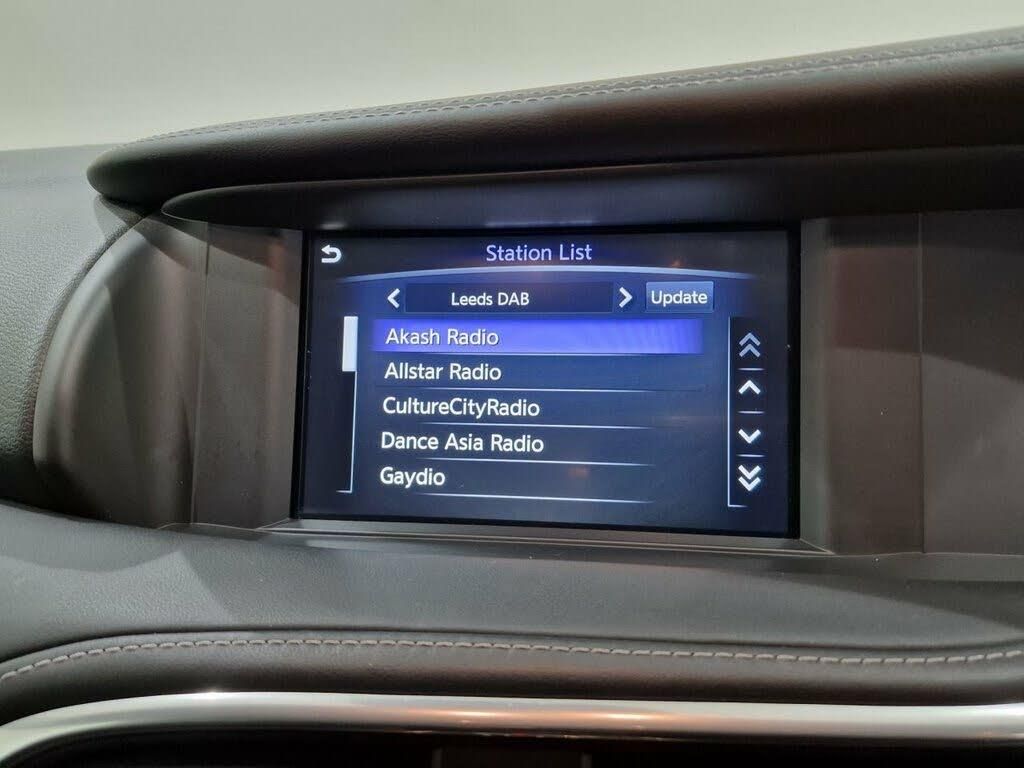 Station List
Leeds DAB
Update
Akash Radio
Allstar Radio
CultureCityRadio
Dance Asia Radio
Gaydio